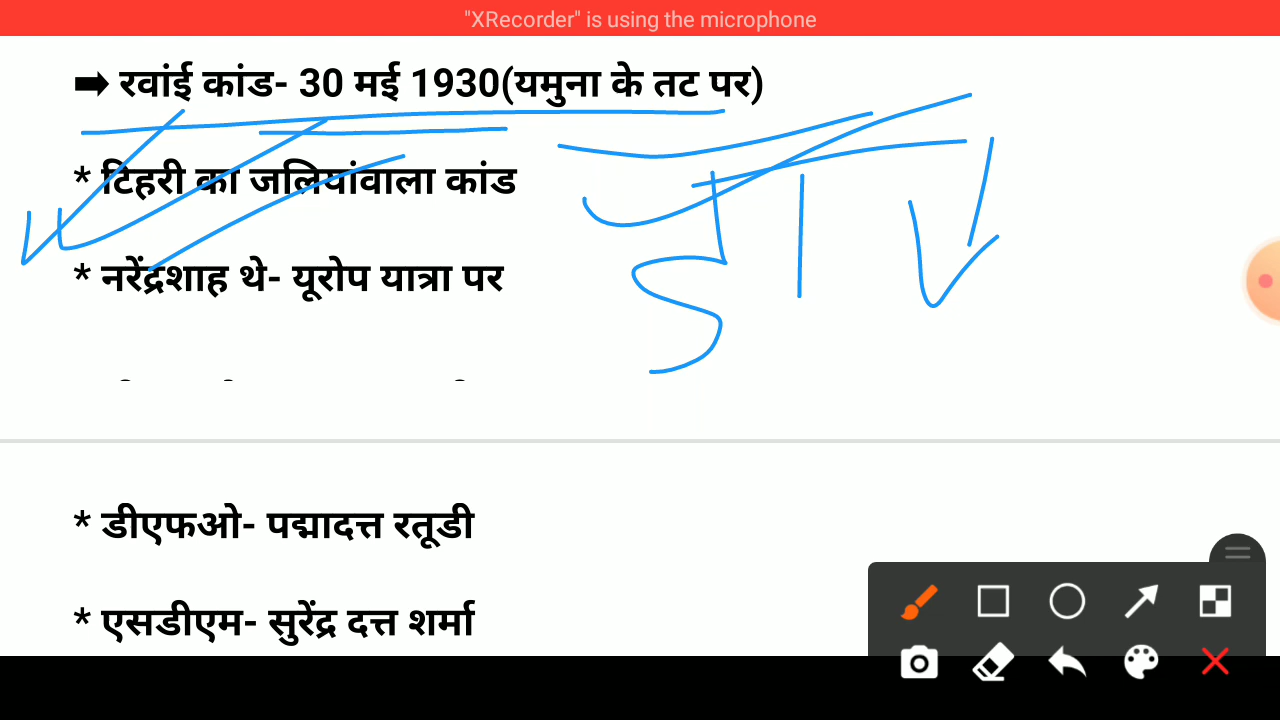 "XRecorder" is using the microphone
➡ रवांई कांड- 30 मई 1930(यमुना के तट पर)
* टिहरी का जलियांवाला कांड
* नरेंद्रशाह थे- यूरोप यात्रा पर
* डीएफओ- पद्मादत्त रतूडी
* एसडीएम- सुरेंद्र दत्त शर्मा